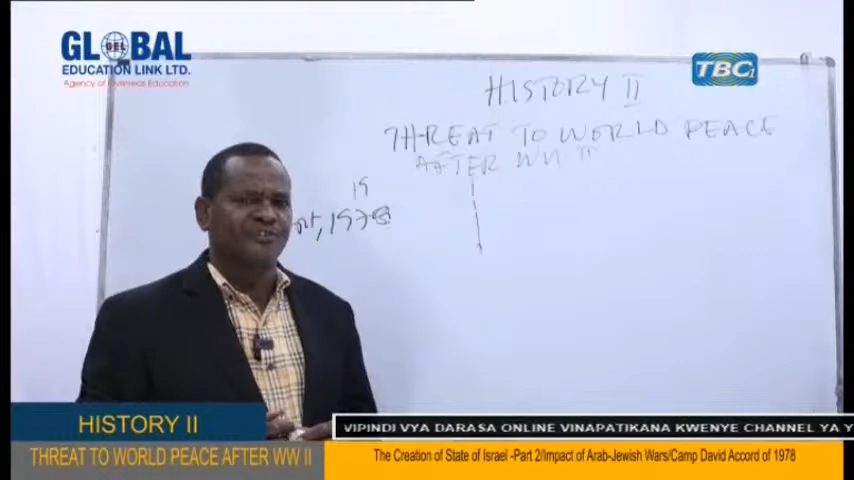 GLOBAL
GEL
EDUCATION LINK LTD.
Agency of Overseas Education
TBC1
HISTORY II
THREAT TO WORLD PEACE
AFTER WW II
19
HISTORY II
THREAT TO WORLD PEACE AFTER WW II
VIPINDI VYA DARASA ONLINE VINAPATIKANA KWENYE CHANNEL YA Y
The Creation of State of Israel -Part 2/Impact of Arab-Jewish Wars/Camp David Accord of 1978